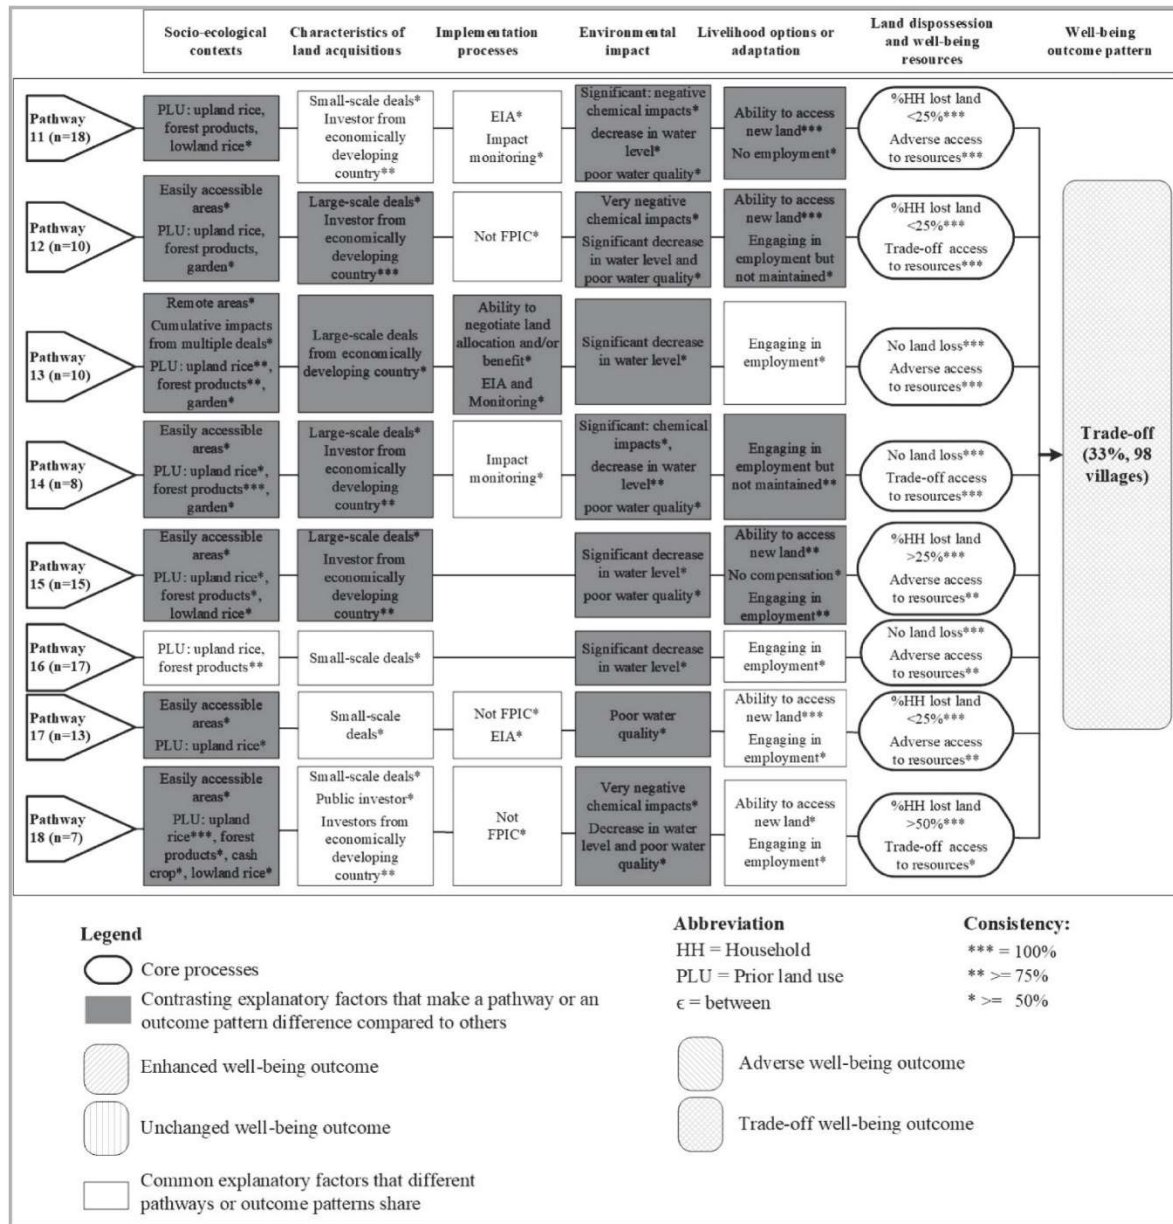 Socio-ecological
contexts
Characteristics of
land acquisitions
Implementation
processes
Environmental
impact
Livelihood options or
adaptation
Land dispossession
and well-being
resources
Well-being
outcome pattern
Pathway
11 (n=18)
PLU: upland rice,
forest products,
lowland rice*
Small-scale deals*
Investor from
economically
developing
country**
EIA*
Impact
monitoring*
Significant: negative
chemical impacts*
decrease in water
level*
poor water quality*
Ability to access
new land***
No employment*
%HH lost land
<25%***
Adverse access
to resources***
Pathway
12 (n=10)
Easily accessible
areas*
PLU: upland rice,
forest products,
garden*
Large-scale deals*
Investor from
economically
developing
country***
Not FPIC*
Very negative
chemical impacts*
Significant decrease
in water level and
poor water quality*
Ability to access
new land***
Engaging in
employment but
not maintained*
%HH lost land
<25%***
Trade-off access
to resources***
Pathway
13 (n=10)
Remote areas*
Cumulative impacts
from multiple deals*
PLU: upland rice**,
forest products**,
garden*
Large-scale deals
from economically
developing country*
Ability to
negotiate land
allocation and/or
benefit*
EIA and
Monitoring*
Significant decrease
in water level*
Engaging in
employment*
No land loss***
Adverse access
to resources***
Pathway
14 (n=8)
Easily accessible
areas*
PLU: upland rice*,
forest products***,
garden*
Large-scale deals*
Investor from
economically
developing
country**
Impact
monitoring*
Significant: chemical
impacts*,
decrease in water
level**
poor water quality*
Engaging in
employment but
not maintained**
No land loss***
Trade-off access
to resources***
Pathway
15 (n=15)
Easily accessible
areas*
PLU: upland rice*,
forest products*,
lowland rice*
Large-scale deals*
Investor from
economically
developing
country**
Significant decrease
in water level*
poor water quality*
Ability to access
new land**
No compensation*
Engaging in
employment**
%HH lost land
>25%***
Adverse access
to resources**
Pathway
16 (n=17)
PLU: upland rice,
forest products**
Small-scale deals*
Significant decrease
in water level*
Engaging in
employment*
No land loss***
Adverse access
to resources**
Pathway
17 (n=13)
Easily accessible
areas*
PLU: upland rice*
Small-scale
deals*
Not FPIC*
EIA*
Poor water
quality*
Ability to access
new land***
Engaging in
employment*
%HH lost land
<25%***
Adverse access
to resources**
Pathway
18 (n=7)
Easily accessible
areas*
PLU: upland
rice***, forest
products*, cash
crop*, lowland rice*
Small-scale deals*
Public investor*
Investors from
economically
developing
country**
Not
FPIC*
Very negative
chemical impacts*
Decrease in water
level and poor water
quality*
Ability to access
new land*
Engaging in
employment*
%HH lost land
>50%***
Trade-off access
to resources*
Trade-off
(33%, 98
villages)
Legend
Core processes
Contrasting explanatory factors that make a pathway or an
outcome pattern difference compared to others
Enhanced well-being outcome
Unchanged well-being outcome
Common explanatory factors that different
pathways or outcome patterns share
Abbreviation
HH = Household
PLU = Prior land use
ϵ = between
Consistency:
*** = 100%
** >= 75%
* >= 50%
Adverse well-being outcome
Trade-off well-being outcome